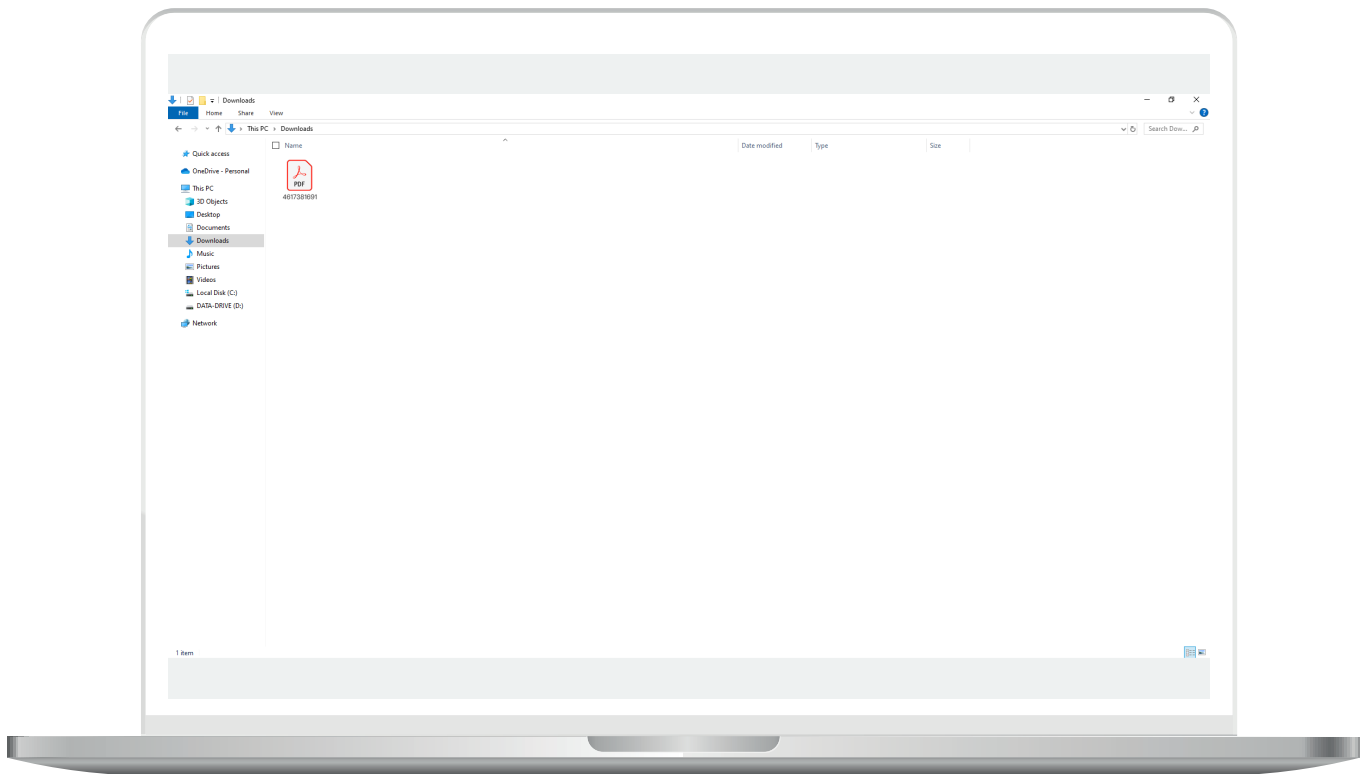 Downloads
File Home Share View
This PC Downloads Search Dow...
Name Date modified Type Size
Quick access
OneDrive - Personal
This PC
3D Objects
Desktop
Documents
Downloads
Music
Pictures
Videos
Local Disk (C:)
DATA-DRIVE (D:)
Network
PDF
4617381691
1 item